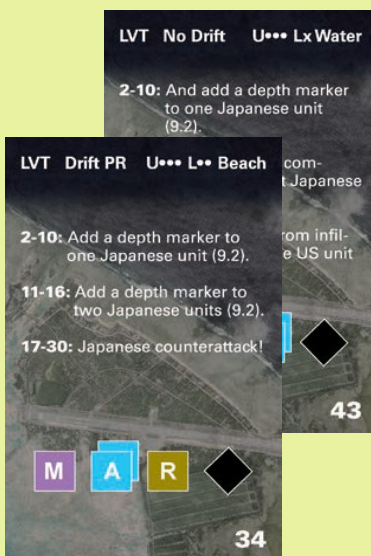 LVT No Drift U••• Lx Water
2-10: And add a depth marker
to one Japanese unit
(9.2).
com-
t Japanese
rom infil-
e US unit
43
LVT Drift PR U••• L•• Beach
2-10: Add a depth marker to
one Japanese unit (9.2).
11-16: Add a depth marker to
two Japanese units (9.2).
17-30: Japanese counterattack!
M A R
34